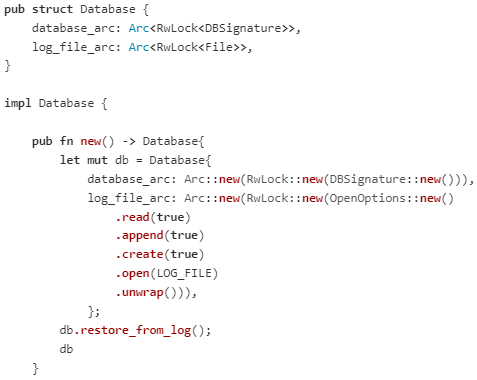 pub struct Database {
    database_arc: Arc<RwLock<DBSignature>>,
    log_file_arc: Arc<RwLock<File>>,
}

impl Database {

    pub fn new() -> Database{
        let mut db = Database{
            database_arc: Arc::new(RwLock::new(DBSignature::new())),
            log_file_arc: Arc::new(RwLock::new(OpenOptions::new()
                .read(true)
                .append(true)
                .create(true)
                .open(LOG_FILE)
                .unwrap())),
            };
        db.restore_from_log();
        db
    }